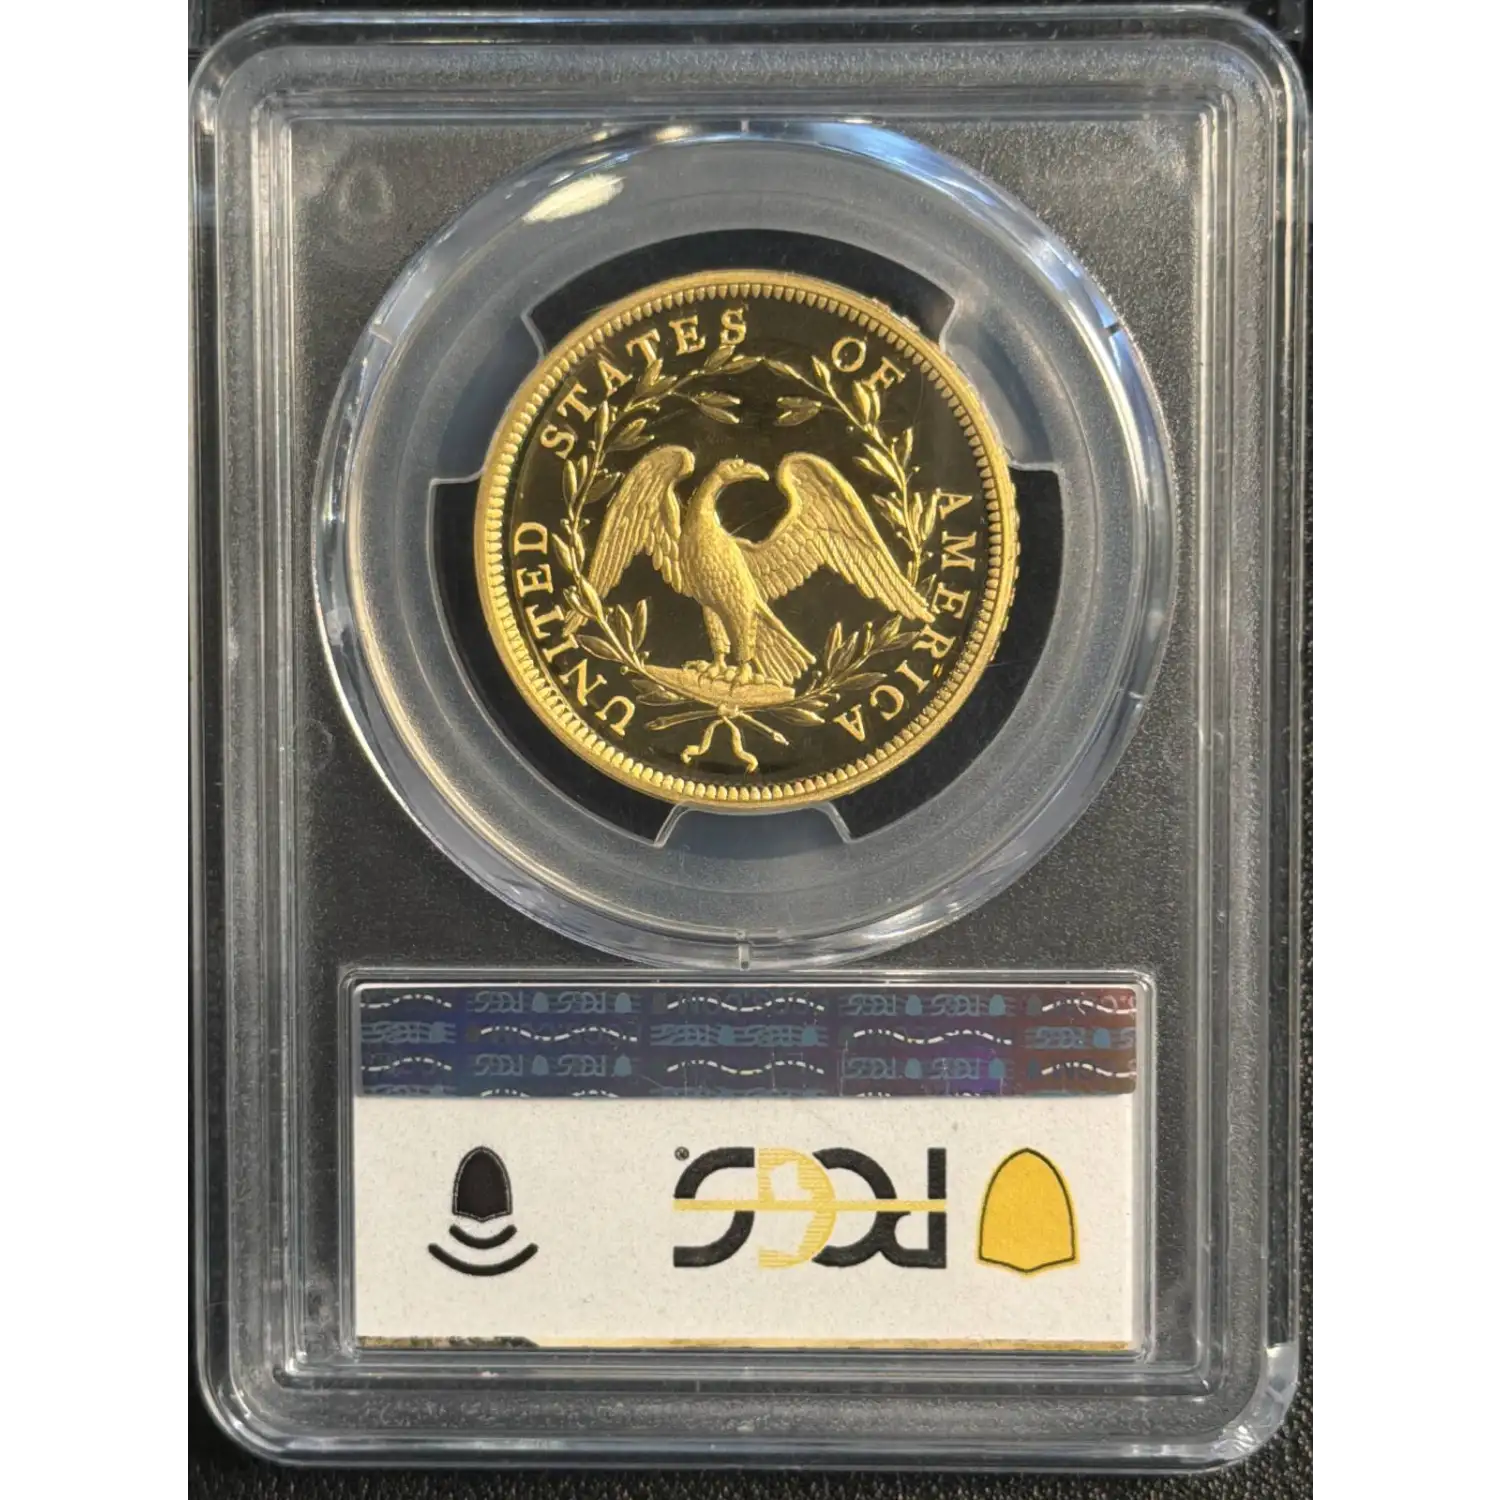 UNITED STATES OF AMERICA
PCGS
®